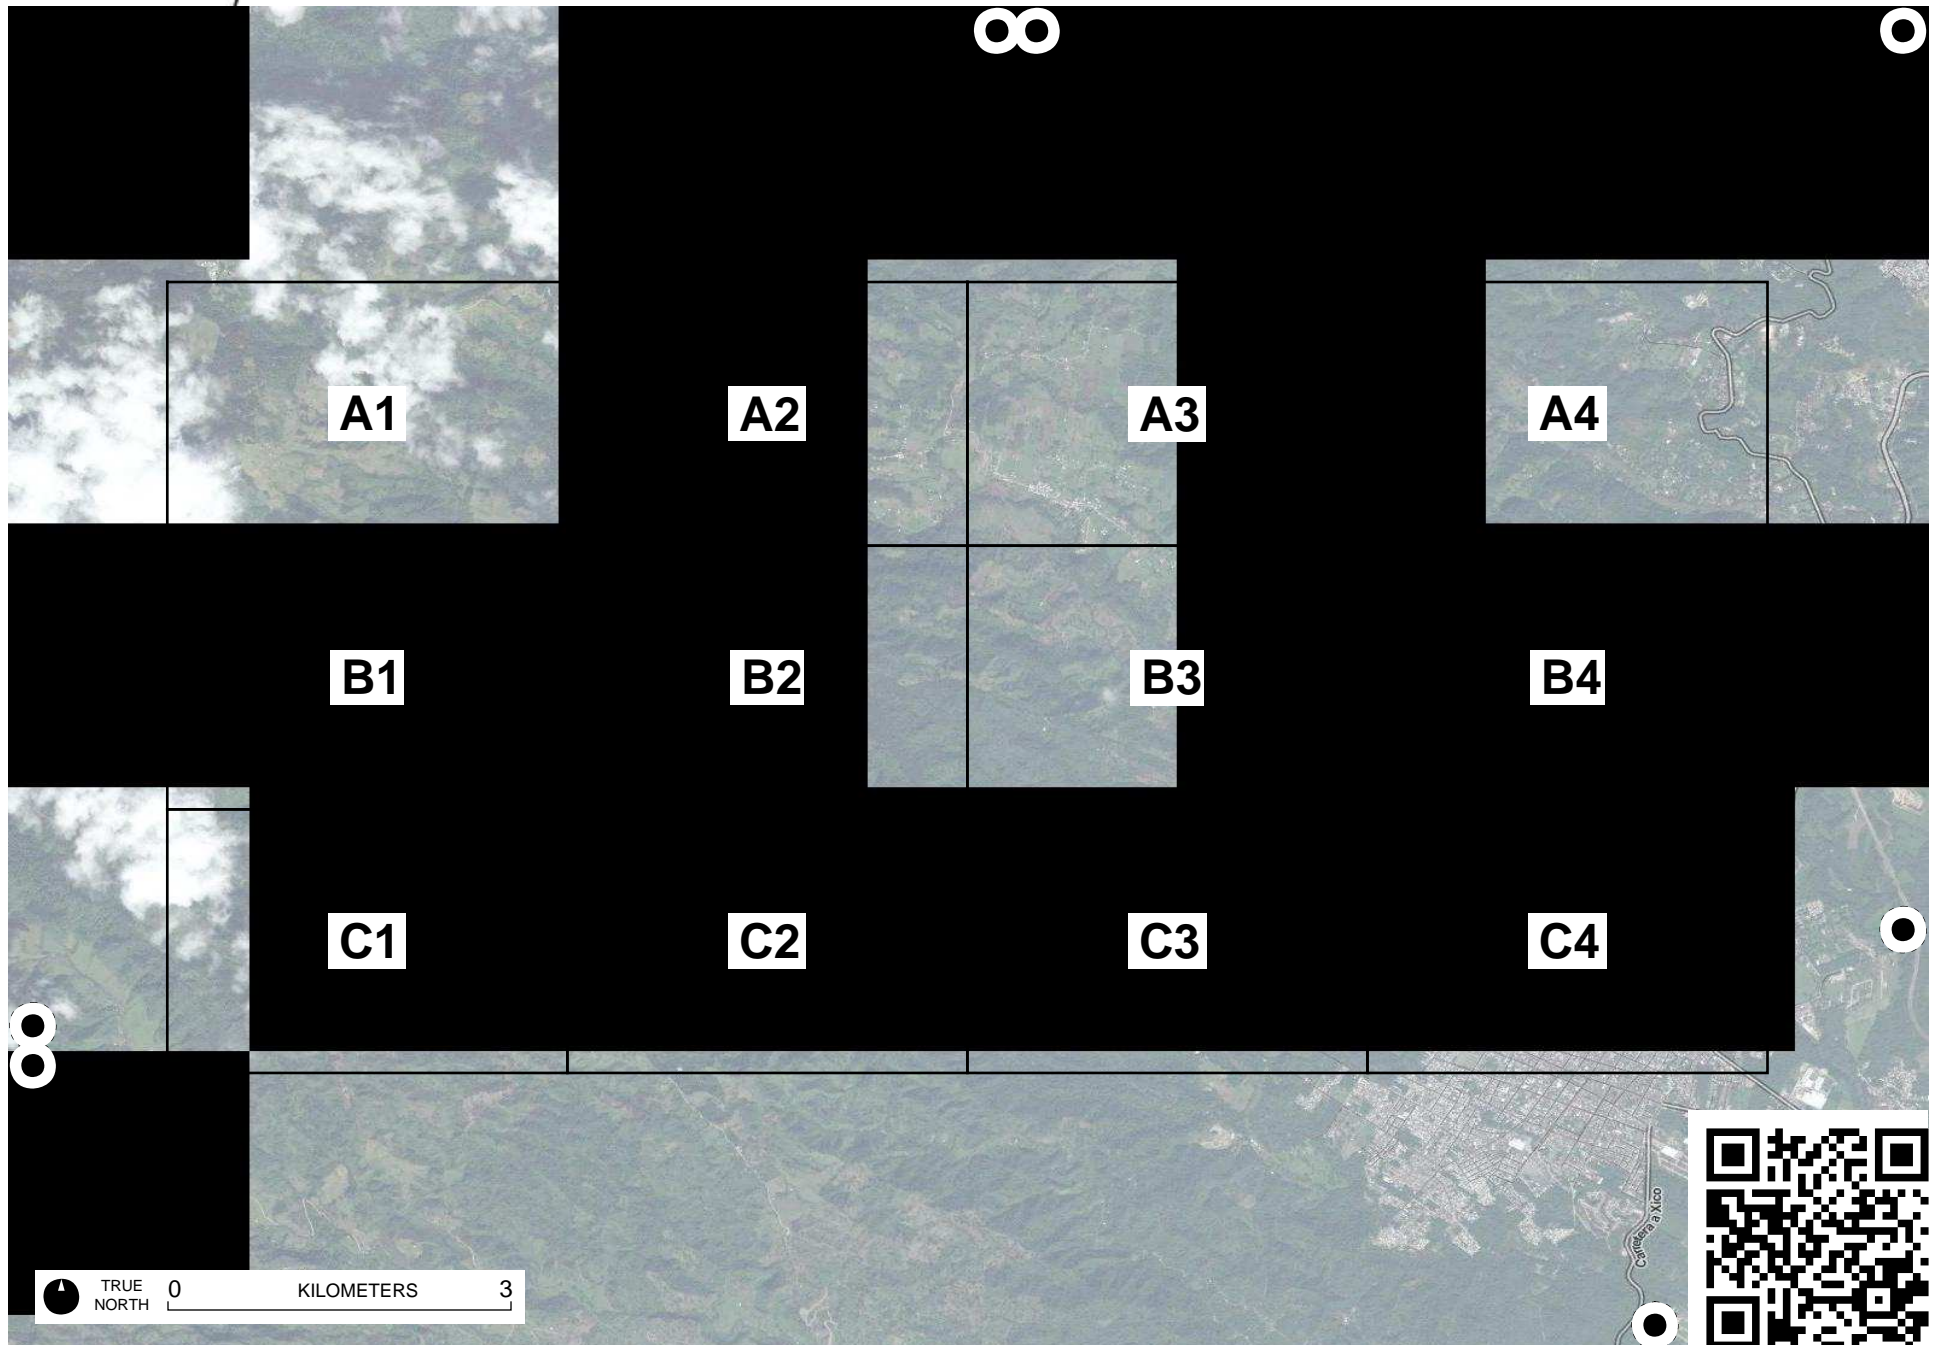 A1
A2
A3
A4
B1
B2
B3
B4
C1
C2
C3
C4
Carretera a Xico
TRUE
NORTH
0
KILOMETERS
3